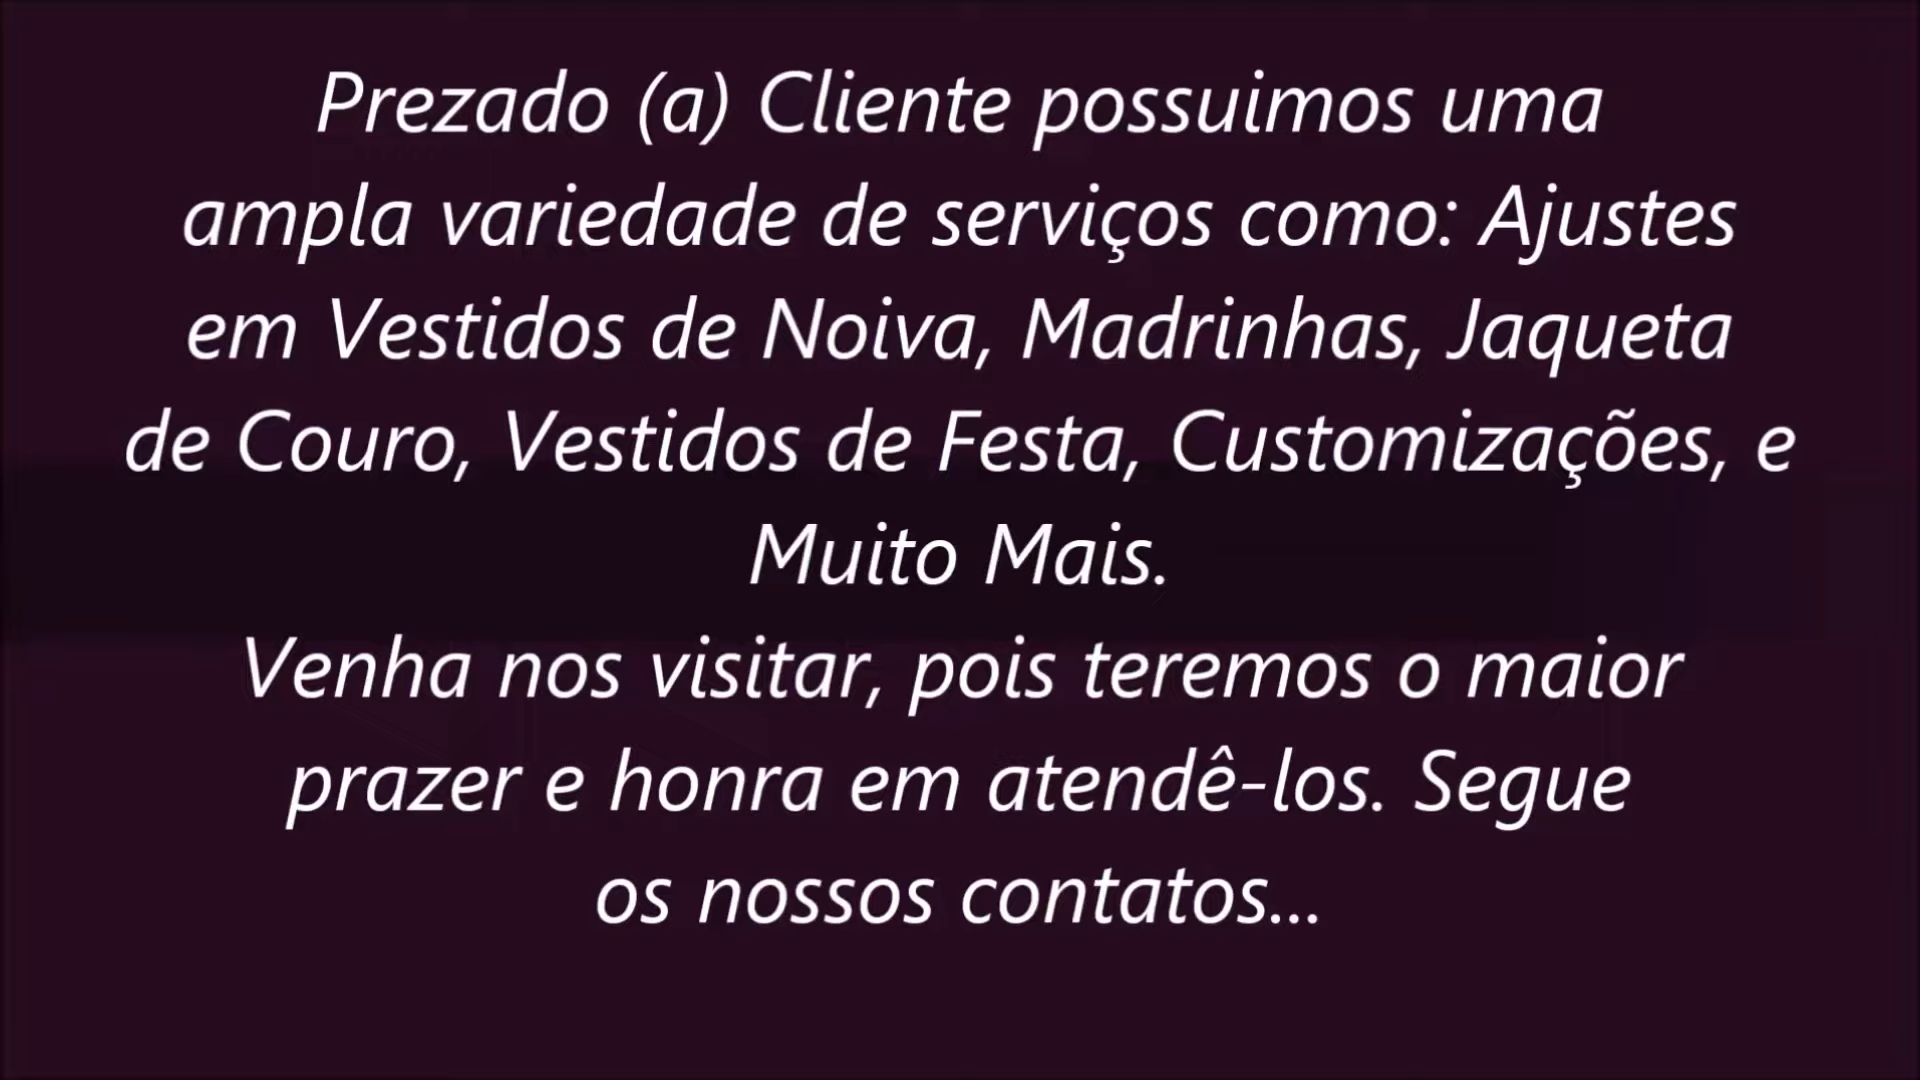 Prezado (a) Cliente possuimos uma
ampla variedade de serviços como: Ajustes
em Vestidos de Noiva, Madrinhas, Jaqueta
de Couro, Vestidos de Festa, Customizações, e
Muito Mais.
Venha nos visitar, pois teremos o maior
prazer e honra em atendê-los. Segue
os nossos contatos...